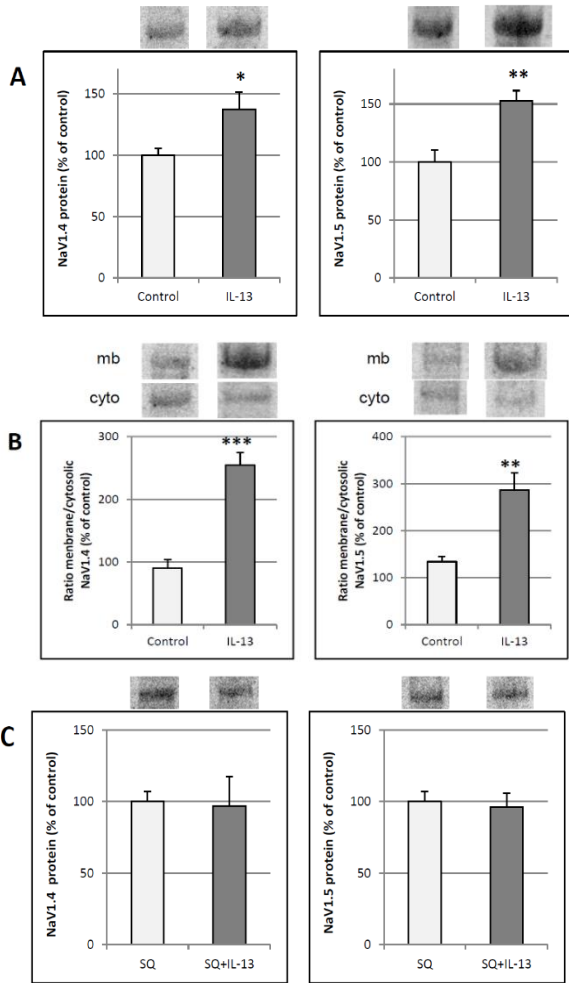 A
NaV1.4 protein (% of control)
150
100
50
0
*
Control IL-13
NaV1.5 protein (% of control)
150
100
50
0
**
Control IL-13
B
mb
cyto
Ratio menbrane/cytosolic
NaV1.4 (% of control)
300
200
100
0
***
Control IL-13
mb
cyto
Ratio menbrane/cytosolic
NaV1.5 (% of control)
400
300
200
100
0
**
Control IL-13
C
NaV1.4 protein (% of control)
150
100
50
0
SQ SQ+IL-13
NaV1.5 protein (% of control)
150
100
50
0
SQ SQ+IL-13